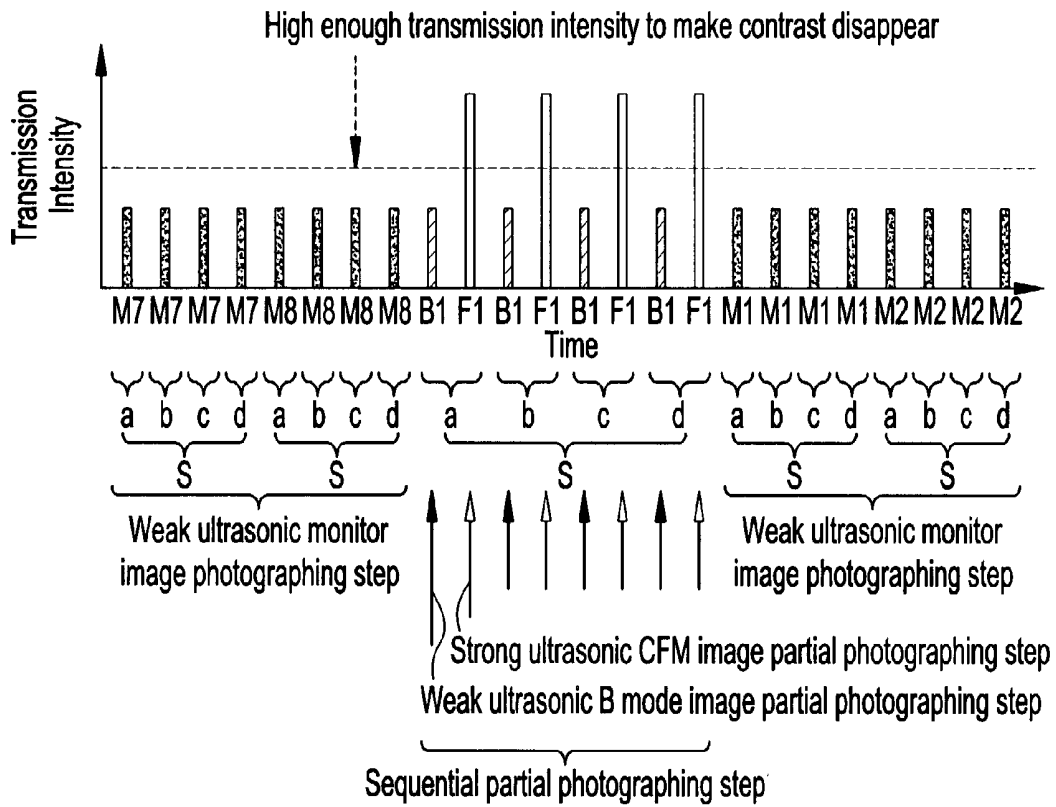 High enough transmission intensity to make contrast disappear
Transmission
Intensity
M7 M7 M7 M7 M8 M8 M8 M8 B1 F1 B1 F1 B1 F1 B1 F1 M1 M1 M1 M1 M2 M2 M2 M2
Time
a b c d a b c d a b c d a b c d a b c d
S S S S S
Weak ultrasonic monitor
image photographing step
Weak ultrasonic monitor
image photographing step
Strong ultrasonic CFM image partial photographing step
Weak ultrasonic B mode image partial photographing step
Sequential partial photographing step